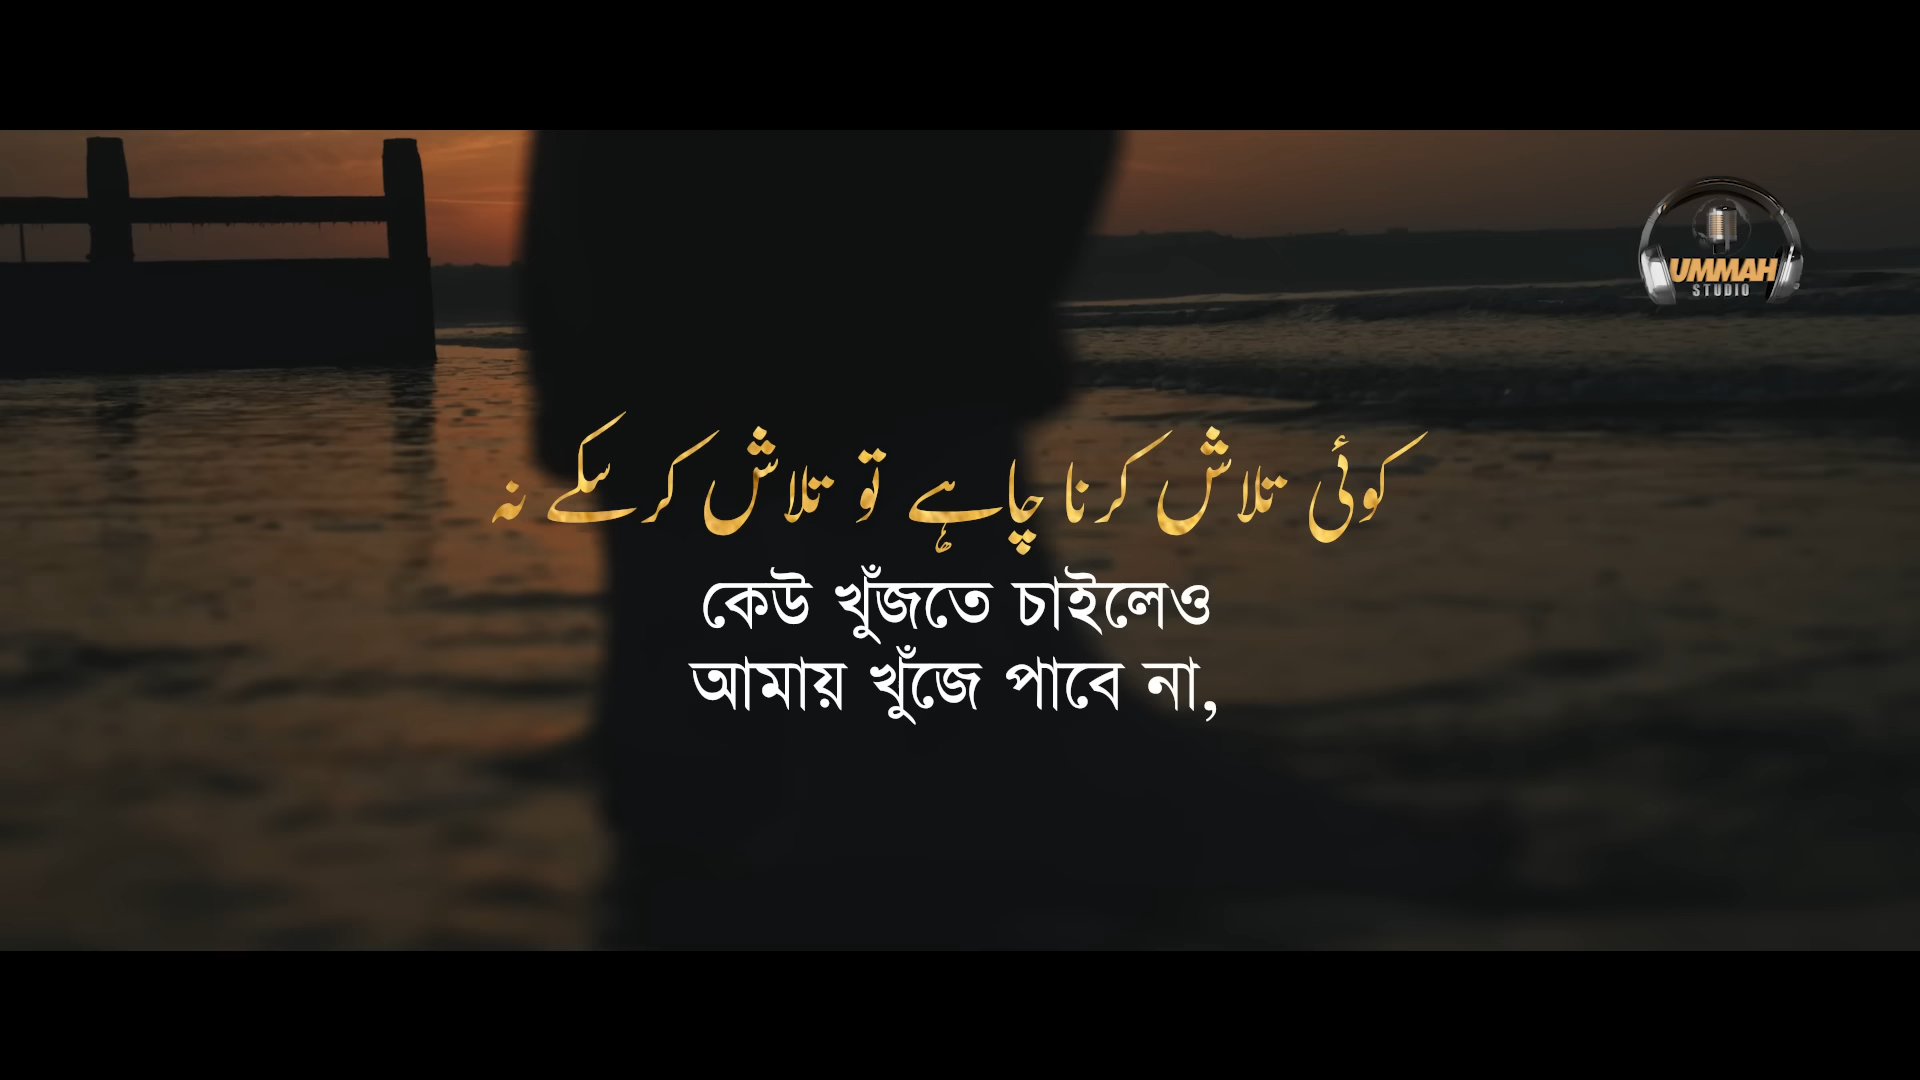 UMMAH
STUDIO
کوئی تلاش کرنا چاہے تو تلاش کر سکے نہ
কেউ খুঁজতে চাইলেও
আমায় খুঁজে পাবে না,